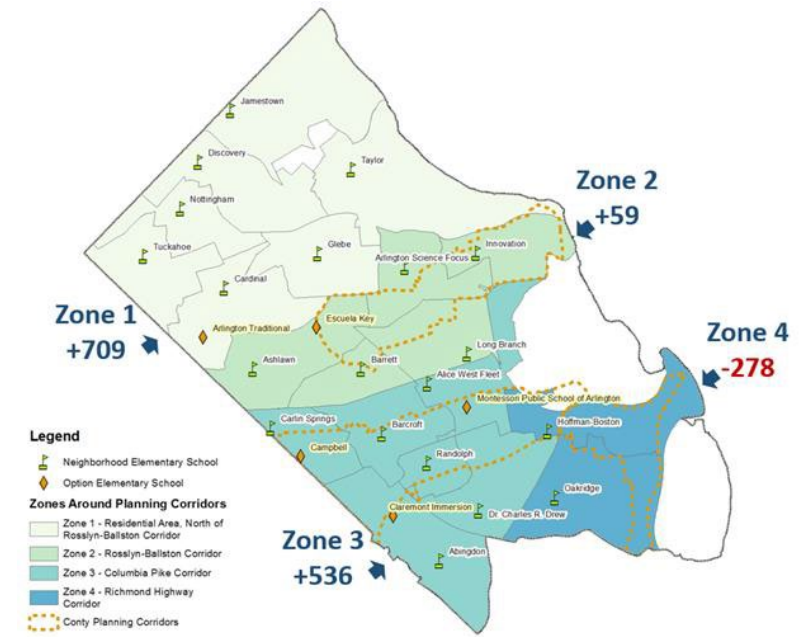 Jamestown
Discovery
Taylor
Nottingham
Zone 2
+59
Tuckahoe
Glebe
Innovation
Arlington Science Focus
Cardinal
Zone 1
+709
Arlington Traditional
Escuela Key
Zone 4
-278
Ashlawn
Barrett
Long Branch
Alice West Fleet
Montessori Public School of Arlington
Carlin Springs
Barcroft
Hoffman-Boston
Campbell
Randolph
Oakridge
Claremont Immersion
Dr. Charles R. Drew
Zone 3
+536
Abingdon
Legend
Neighborhood Elementary School
Option Elementary School
Zones Around Planning Corridors
Zone 1 - Residential Area, North of
Rosslyn-Ballston Corridor
Zone 2 - Rosslyn-Ballston Corridor
Zone 3 - Columbia Pike Corridor
Zone 4 - Richmond Highway
Corridor
Conty Planning Corridors